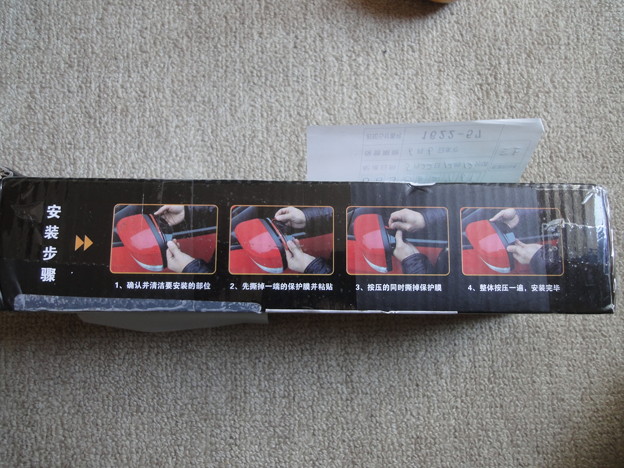 安装步骤
1、确认并清洁要安装的部位
2、先撕掉一端的保护膜并粘贴
3、按压的同时撕掉保护膜
4、整体按压一遍，安装完毕